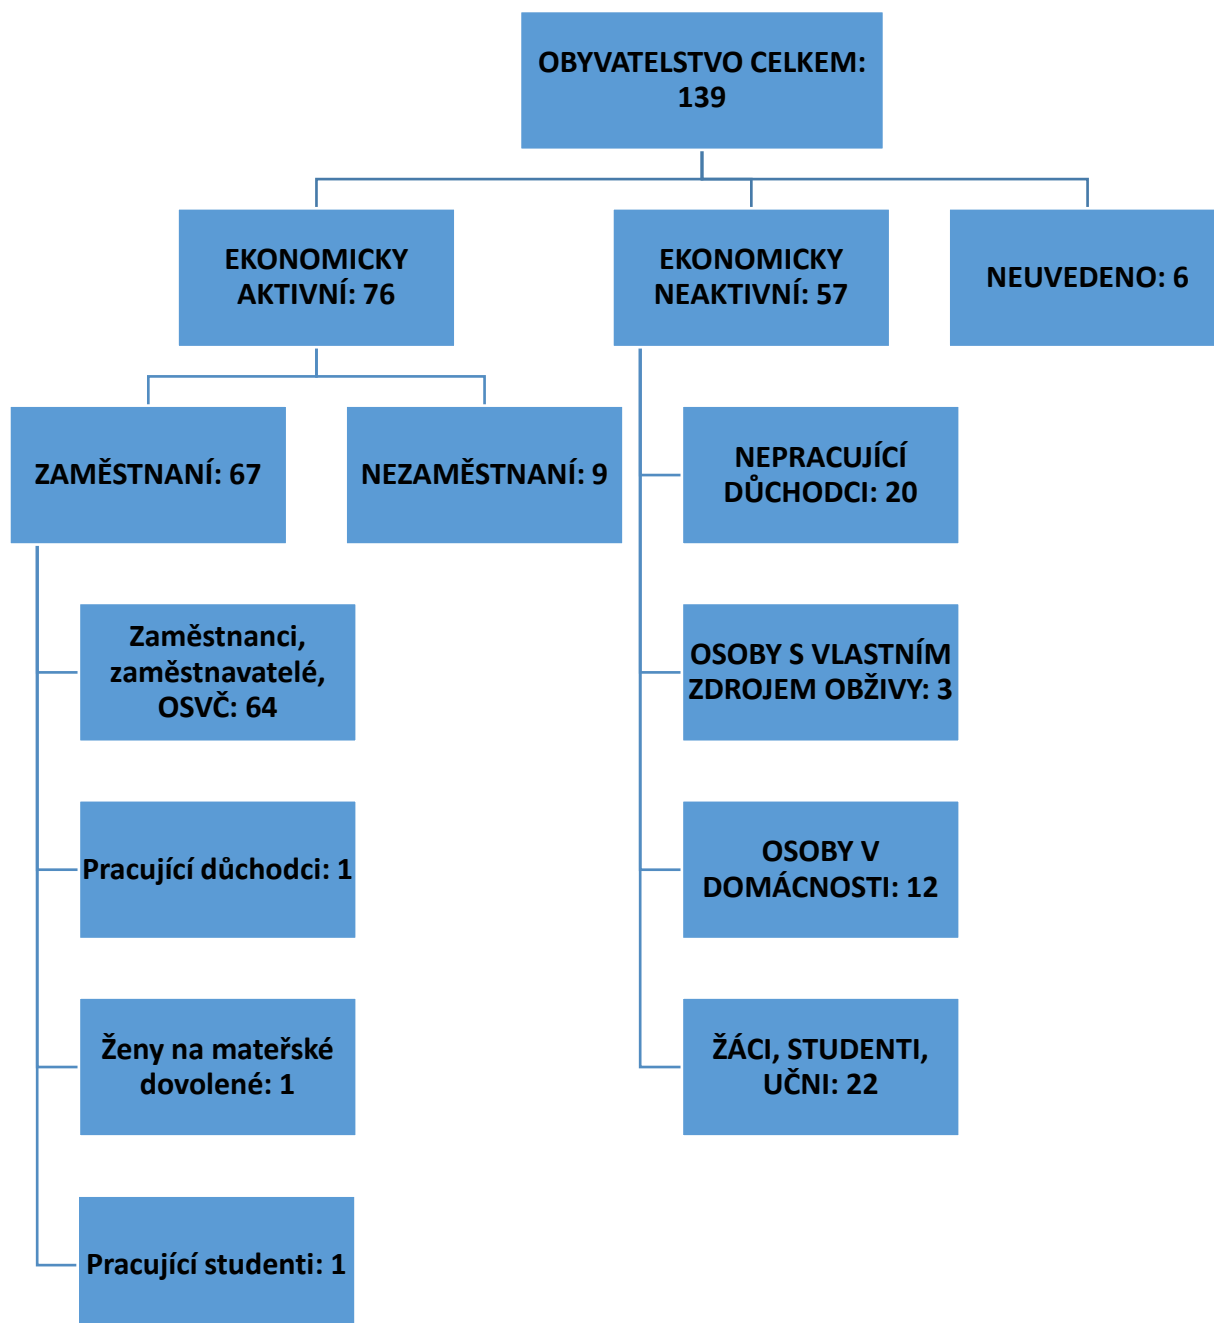 OBYVATELSTVO CELKEM:
139
EKONOMICKY
AKTIVNÍ: 76
EKONOMICKY
NEAKTIVNÍ: 57
NEUVEDENO: 6
ZAMĚSTNANÍ: 67
NEZAMĚSTNANÍ: 9
NEPRACUJÍCÍ
DŮCHODCI: 20
Zaměstnanci,
zaměstnavatelé,
OSVČ: 64
OSOBY S VLASTNÍM
ZDROJEM OBŽIVY: 3
Pracující důchodci: 1
OSOBY V
DOMÁCNOSTI: 12
Ženy na mateřské
dovolené: 1
ŽÁCI, STUDENTI,
UČNI: 22
Pracující studenti: 1